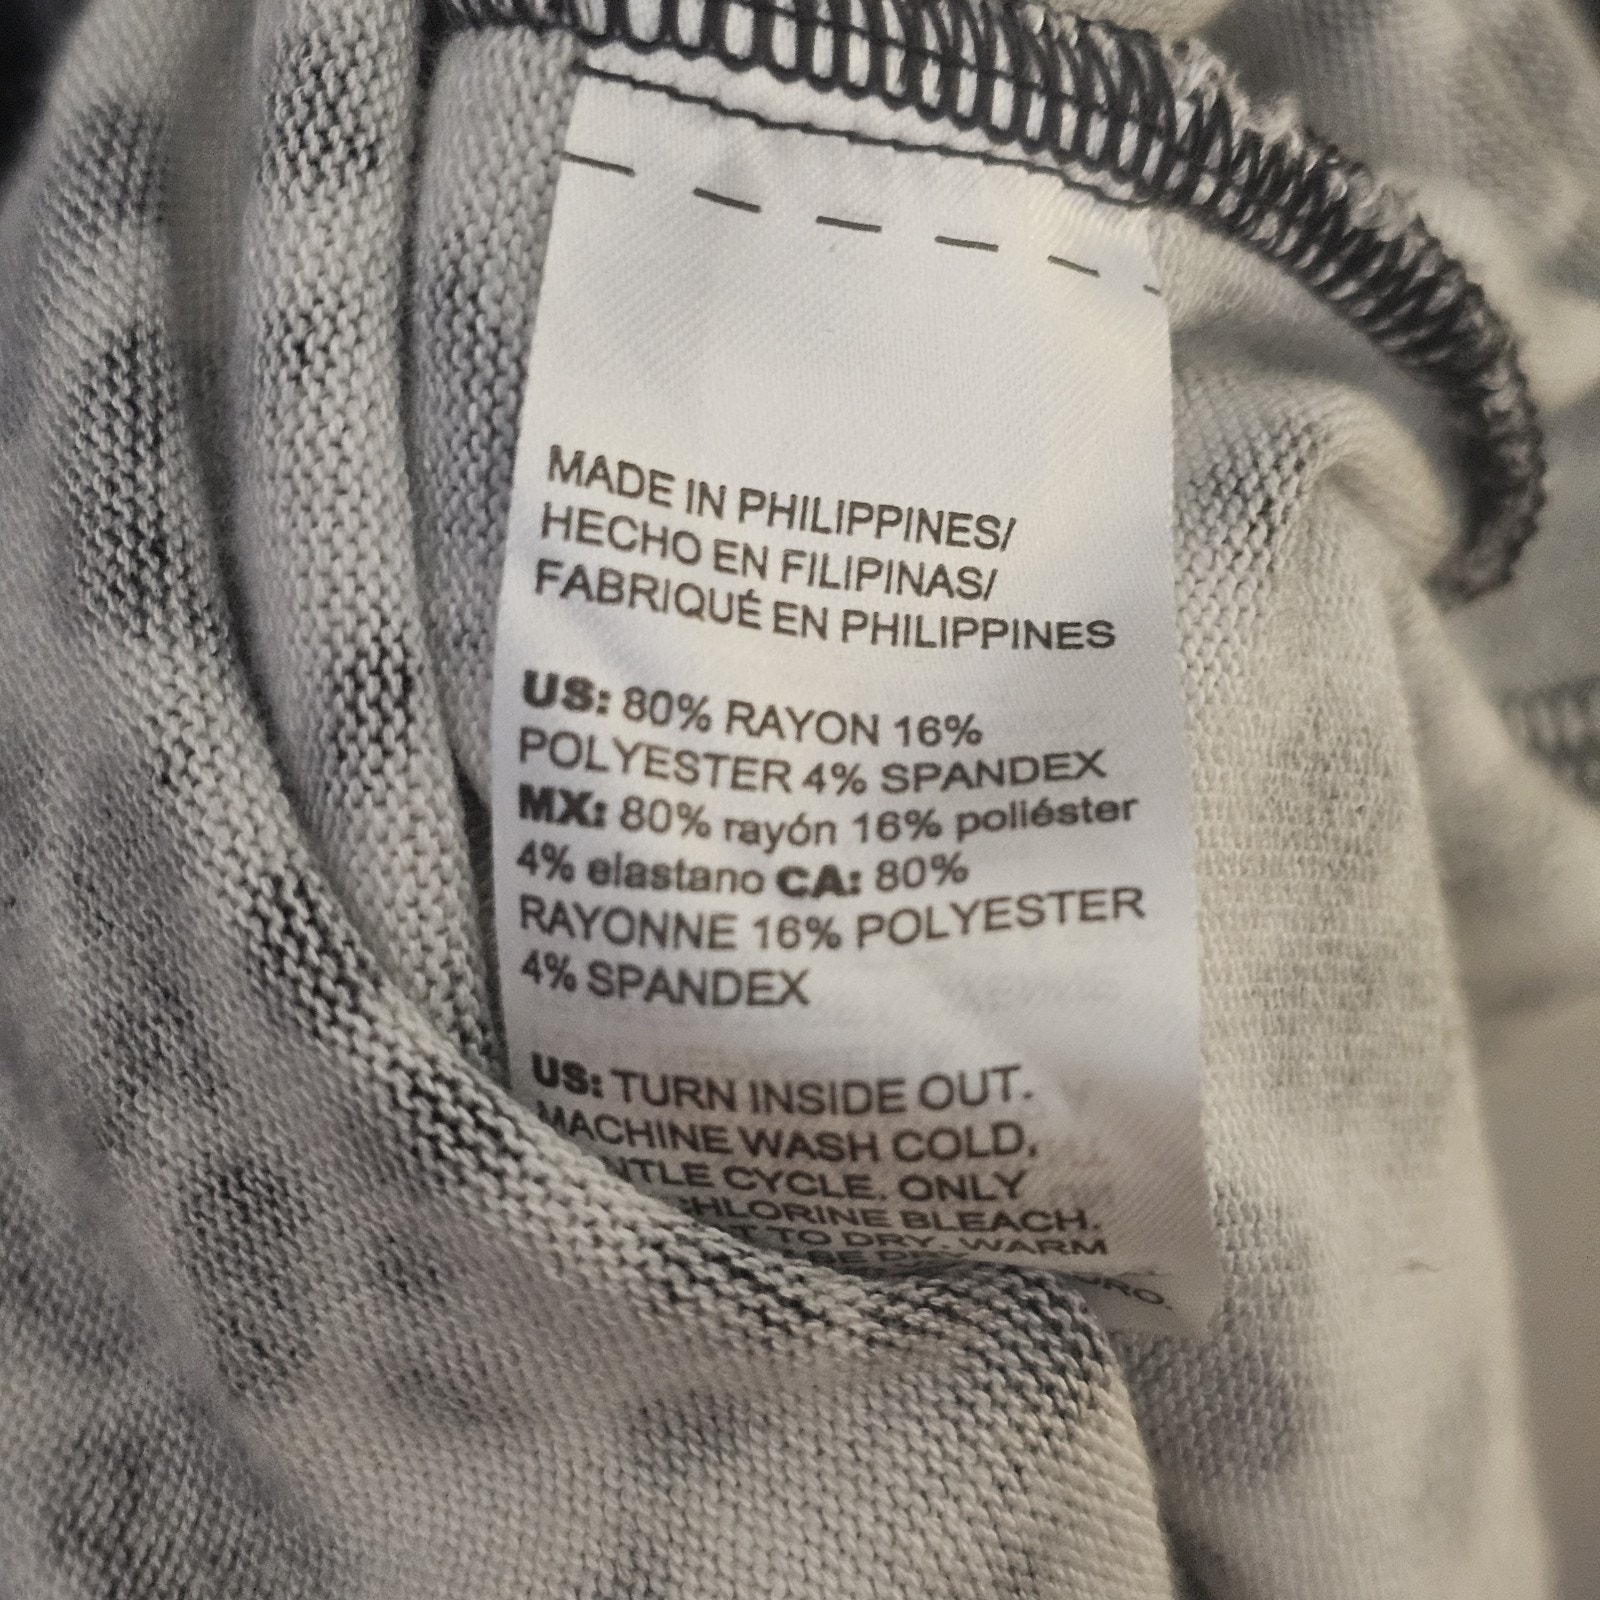 MADE IN PHILIPPINES/
HECHO EN FILIPINAS/
FABRIQUÉ EN PHILIPPINES
US: 80% RAYON 16%
POLYESTER 4% SPANDEX
MX: 80% rayón 16% poliéster
4% elastano CA: 80%
RAYONNE 16% POLYESTER
4% SPANDEX
US: TURN INSIDE OUT.
MACHINE WASH COLD,
CYCLE. ONLY
BLEACH.
TO DRY. WARM
BE